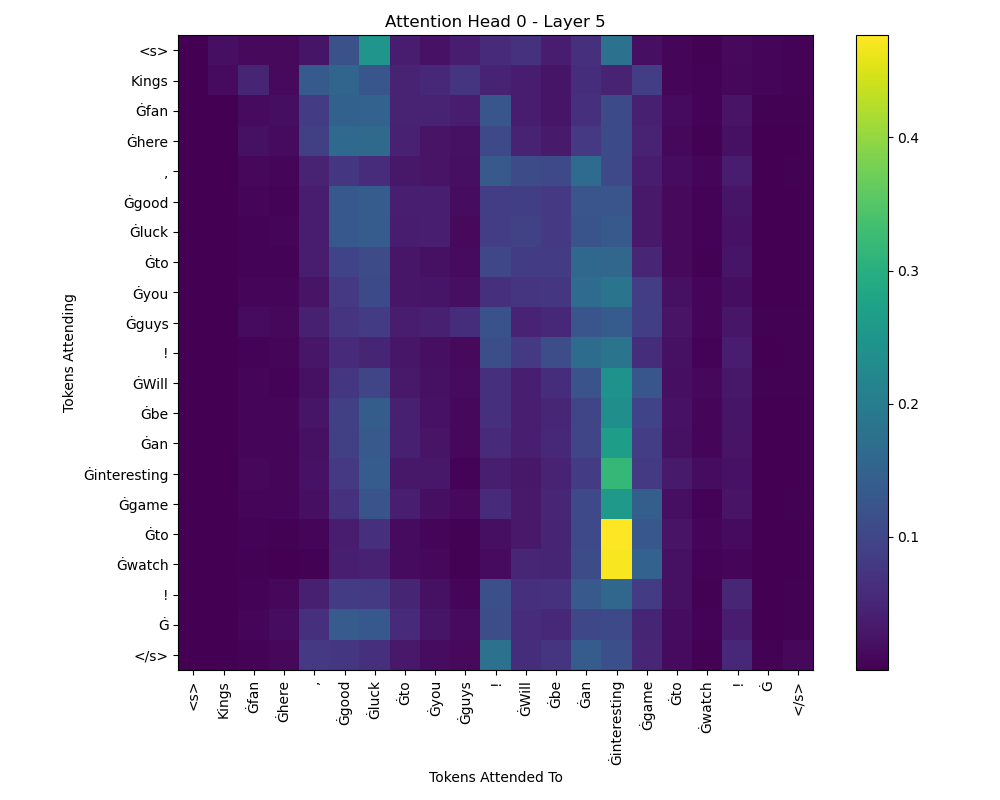 Attention Head 0 - Layer 5
Tokens Attending
<s>
Kings
Ġfan
Ġhere
,
Ġgood
Ġluck
Ġto
Ġyou
Ġguys
!
ĠWill
Ġbe
Ġan
Ġinteresting
Ġgame
Ġto
Ġwatch
!
Ġ
</s>
<s>
Kings
Ġfan
Ġhere
,
Ġgood
Ġluck
Ġto
Ġyou
Ġguys
!
ĠWill
Ġbe
Ġan
Ġinteresting
Ġgame
Ġto
Ġwatch
!
Ġ
</s>
Tokens Attended To
0.4
0.3
0.2
0.1